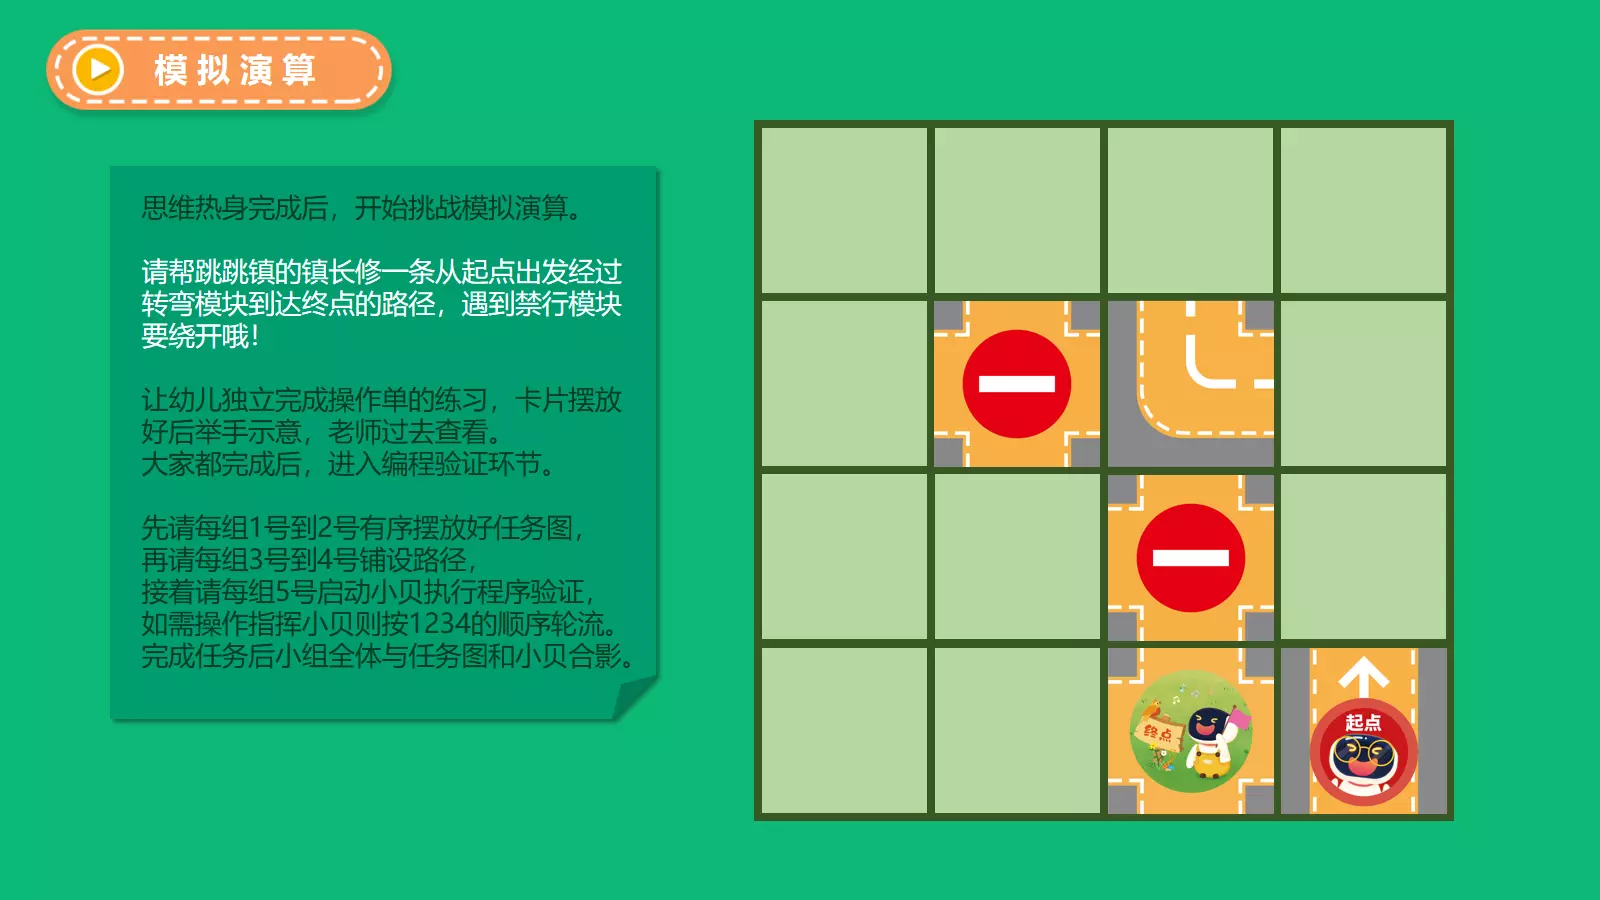 模拟演算
思维热身完成后，开始挑战模拟演算。
请帮跳跳镇的镇长修一条从起点出发经过
转弯模块到达终点的路径，遇到禁行模块
要绕开哦！
让幼儿独立完成操作单的练习，卡片摆放
好后举手示意，老师过去查看。
大家都完成后，进入编程验证环节。
先请每组1号到2号有序摆放好任务图，
再请每组3号到4号铺设路径，
接着请每组5号启动小贝执行程序验证，
如需操作指挥小贝则按1234的顺序轮流。
完成任务后小组全体与任务图和小贝合影。
终点
起点